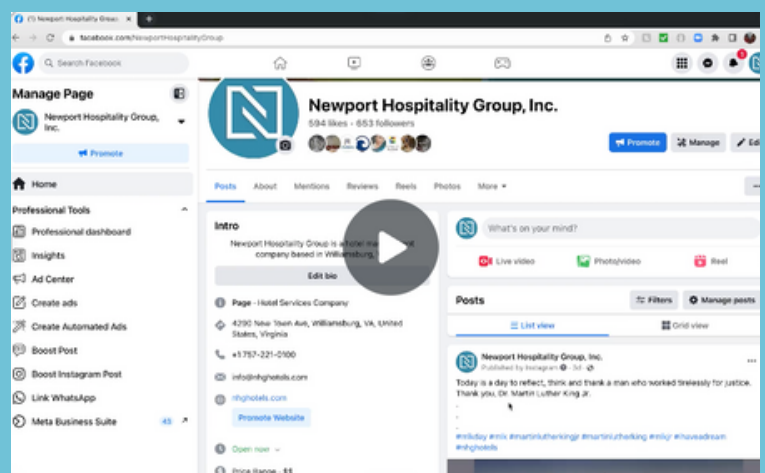 (1) Newport Hospitality Group
facebook.com/NewportHospitalityGroup
Search Facebook
Manage Page
Newport Hospitality Group,
Inc.
Promote
Home
Professional Tools
Professional dashboard
Insights
Ad Center
Create ads
Create Automated Ads
Boost Post
Boost Instagram Post
Link WhatsApp
Meta Business Suite
Newport Hospitality Group, Inc.
594 likes • 653 followers
Promote
Manage
Posts
About
Mentions
Reviews
Reels
Photos
More
Intro
Newport Hospitality Group is a hotel
company based in Williamsburg,
Edit bio
Page · Hotel Services Company
4290 New Town Ave, Williamsburg, VA, United
States, Virginia
+1 757-221-0100
info@nhghotels.com
nhghotels.com
Promote Website
Open now
Price Range · $$
What's on your mind?
Live video
Photo/video
Reel
Posts
Filters
Manage posts
List view
Grid view
Newport Hospitality Group, Inc.
Published by Instagram · 3d ·
Today is a day to reflect, think and thank a man who worked tirelessly for justice.
Thank you, Dr. Martin Luther King Jr.
.
.
.
#mlkday #mlk #martinlutherkingjr #martinlutherking #mlkjr #ihaveadream
#nhghotels